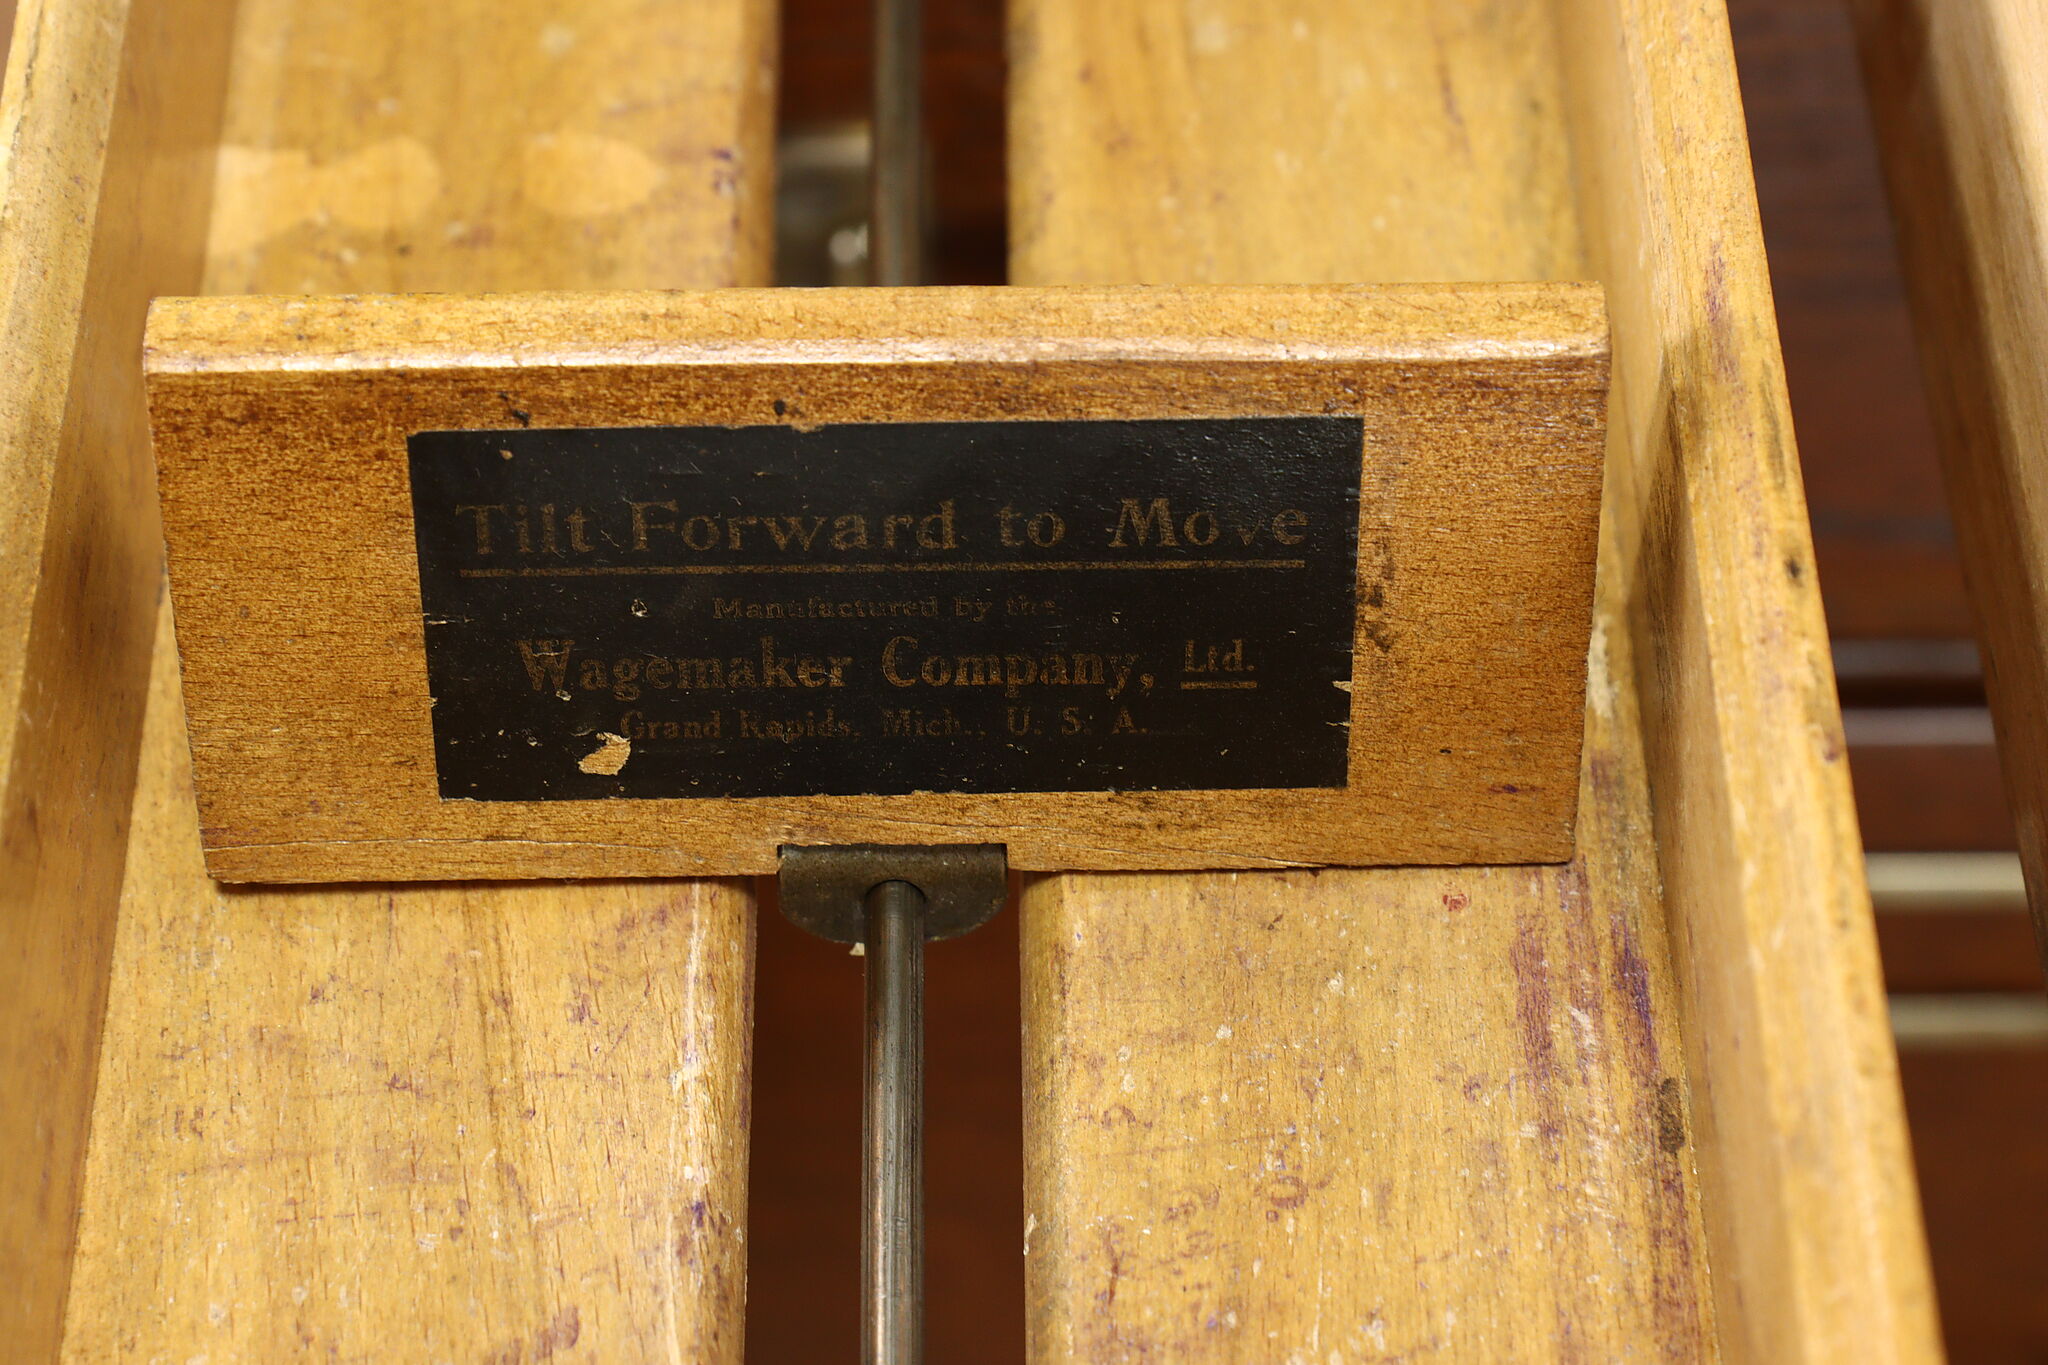 Tilt Forward to Move
Manufactured by the
Wagemaker Company, Ltd.
Grand Rapids, Mich., U. S. A.